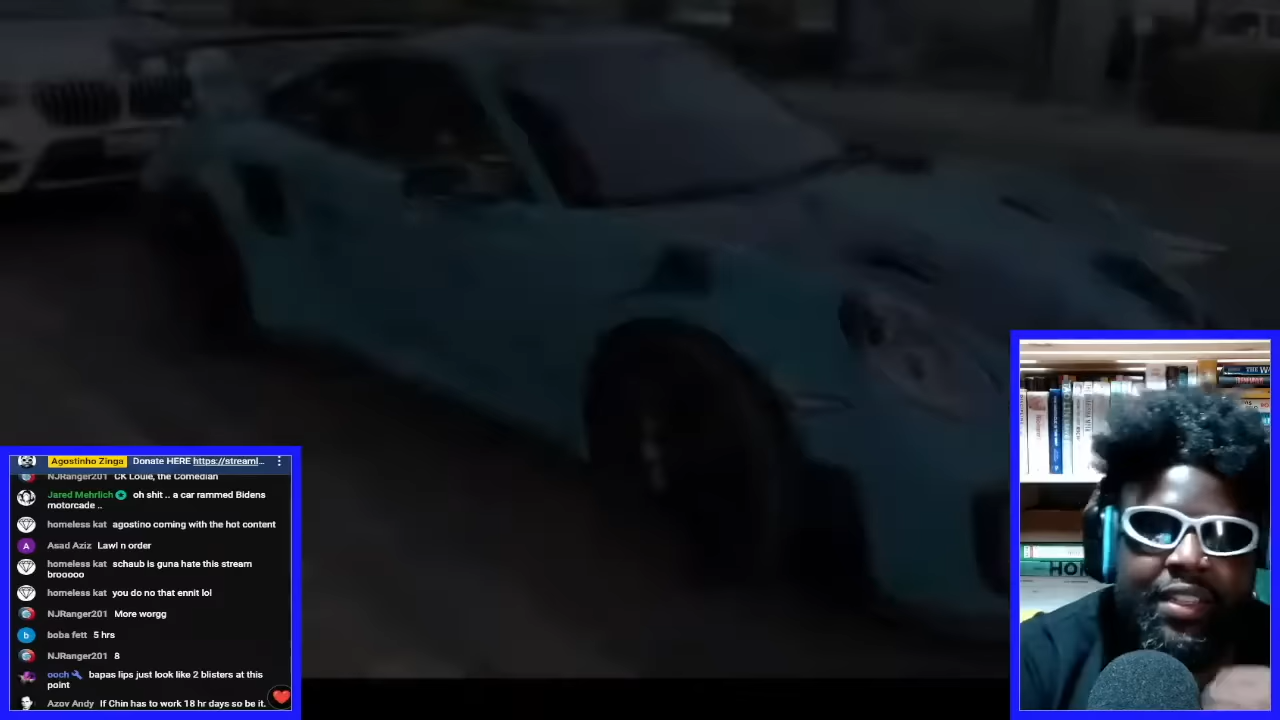 Agostinho Zinga Donate HERE https://streaml...
NJRanger201 CK Louie, the Comedian
Jared Mehrlich oh shit .. a car rammed Bidens
motorcade ..
homeless kat agostino coming with the hot content
Asad Aziz Lawl n order
homeless kat schaub is guna hate this stream
brooooo
homeless kat you do no that ennit lol
NJRanger201 More worgg
boba fett 5 hrs
NJRanger201 8
ooch bapas lips just look like 2 blisters at this
point
Azov Andy If Chin has to work 18 hr days so be it.
THE
HO